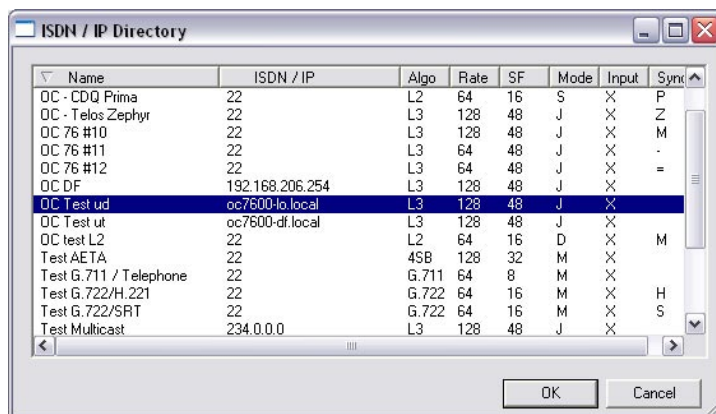 ISDN / IP Directory
Name ISDN / IP Algo Rate SF Mode Input Sync
OC - CDQ Prima 22 L2 64 16 S X P
OC - Telos Zephyr 22 L3 128 48 J X Z
OC 76 #10 22 L3 128 48 J X M
OC 76 #11 22 L3 64 48 J X -
OC 76 #12 22 L3 64 48 J X =
OC DF 192.168.206.254 L3 128 48 J X
OC Test ud oc7600-lo.local L3 128 48 J X
OC Test ut oc7600-df.local L3 128 48 J X
OC test L2 22 L2 64 16 D X M
Test AETA 22 4SB 128 32 M X
Test G.711 / Telephone 22 G.711 64 8 M X
Test G.722/H.221 22 G.722 64 16 M X H
Test G.722/SRT 22 G.722 64 16 M X S
Test Multicast 234.0.0.0 L3 128 48 J X
OK Cancel